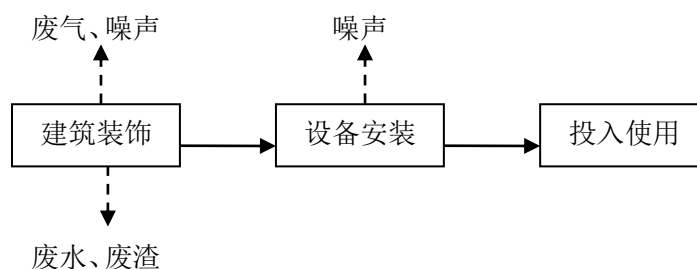 废气、噪声
噪声
建筑装饰
设备安装
投入使用
废水、废渣